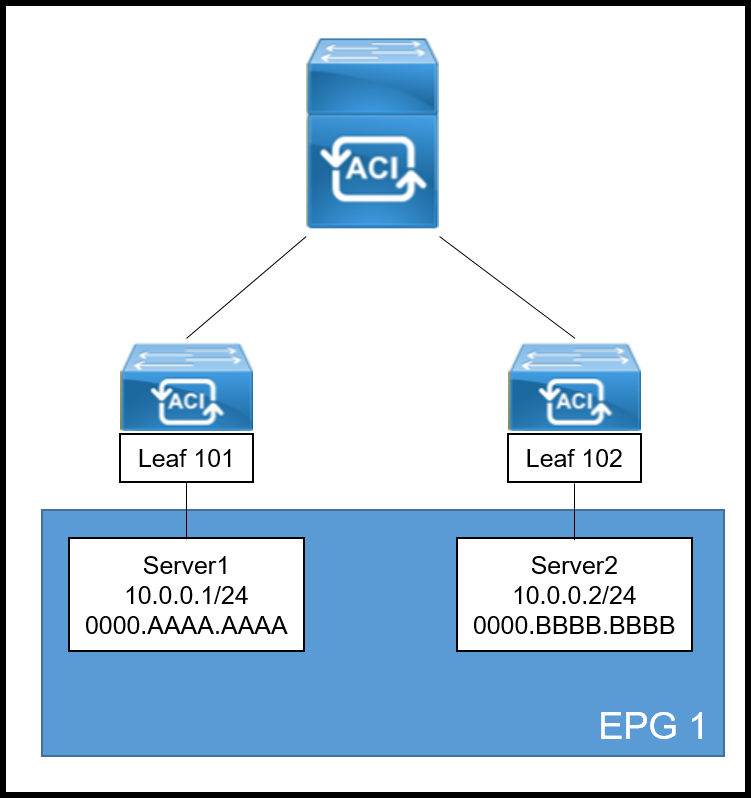 ACI
ACI
ACI
Leaf 101
Leaf 102
Server1
10.0.0.1/24
0000.AAAA.AAAA
Server2
10.0.0.2/24
0000.BBBB.BBBB
EPG 1